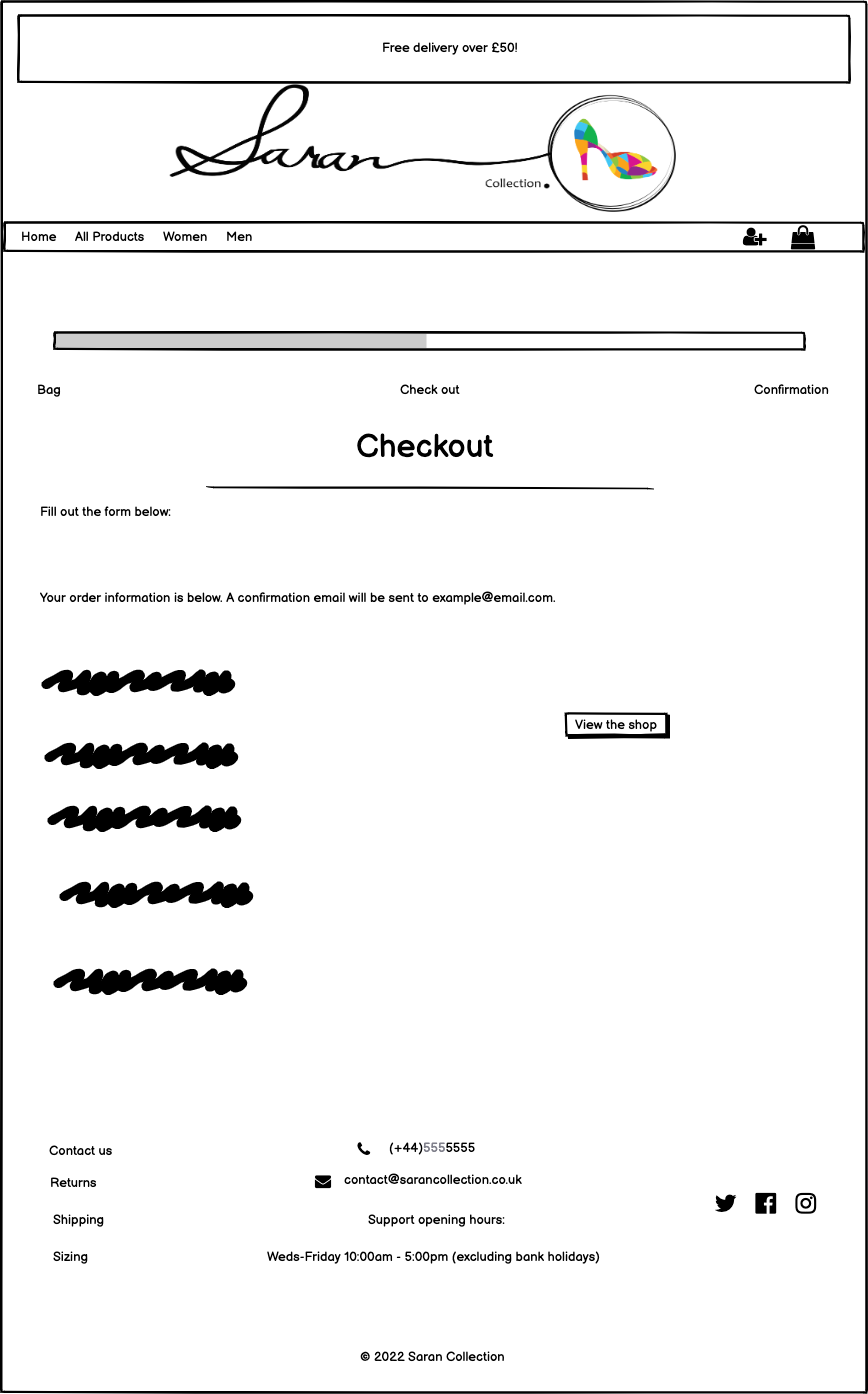 Free delivery over £50!
Saran
Collection.
Home All Products Women Men
Bag Check out Confirmation
Checkout
Fill out the form below:
Your order information is below. A confirmation email will be sent to example@email.com.
View the shop
Contact us
Returns
Shipping
Sizing
(+44)5555555
contact@sarancollection.co.uk
Support opening hours:
Weds-Friday 10:00am - 5:00pm (excluding bank holidays)
© 2022 Saran Collection